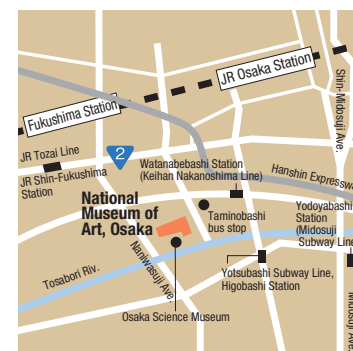 JR Osaka Station
Fukushima Station
Shin-Midosuji Ave.
JR Tozai Line
2
JR Shin-Fukushima
Station
Watanabebashi Station
(Keihan Nakanoshima Line)
Hanshin Expressw
National
Museum of
Art, Osaka
Taminobashi
bus stop
Yodoyabashi
Station
(Midosuji
Subway Line
Tosabori Riv.
Naniwasuji Ave.
Yotsubashi Subway Line,
Higobashi Station
Osaka Science Museum
Midosuji Ave.